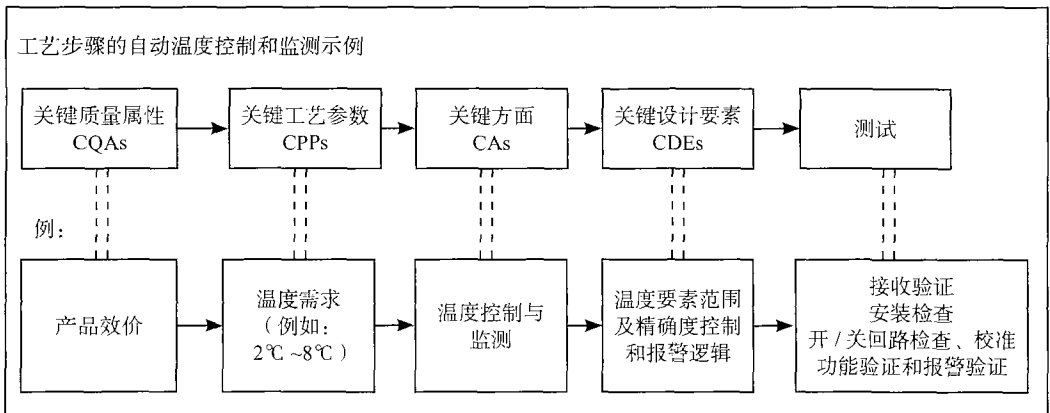 工艺步骤的自动温度控制和监测示例
关键质量属性
CQAs
关键工艺参数
CPPs
关键方面
CAs
关键设计要素
CDEs
测试
例：
产品效价
温度需求
（例如：
2℃~8℃）
温度控制与
监测
温度要素范围
及精确度控制
和报警逻辑
接收验证
安装检查
开/关回路检查、校准
功能验证和报警验证